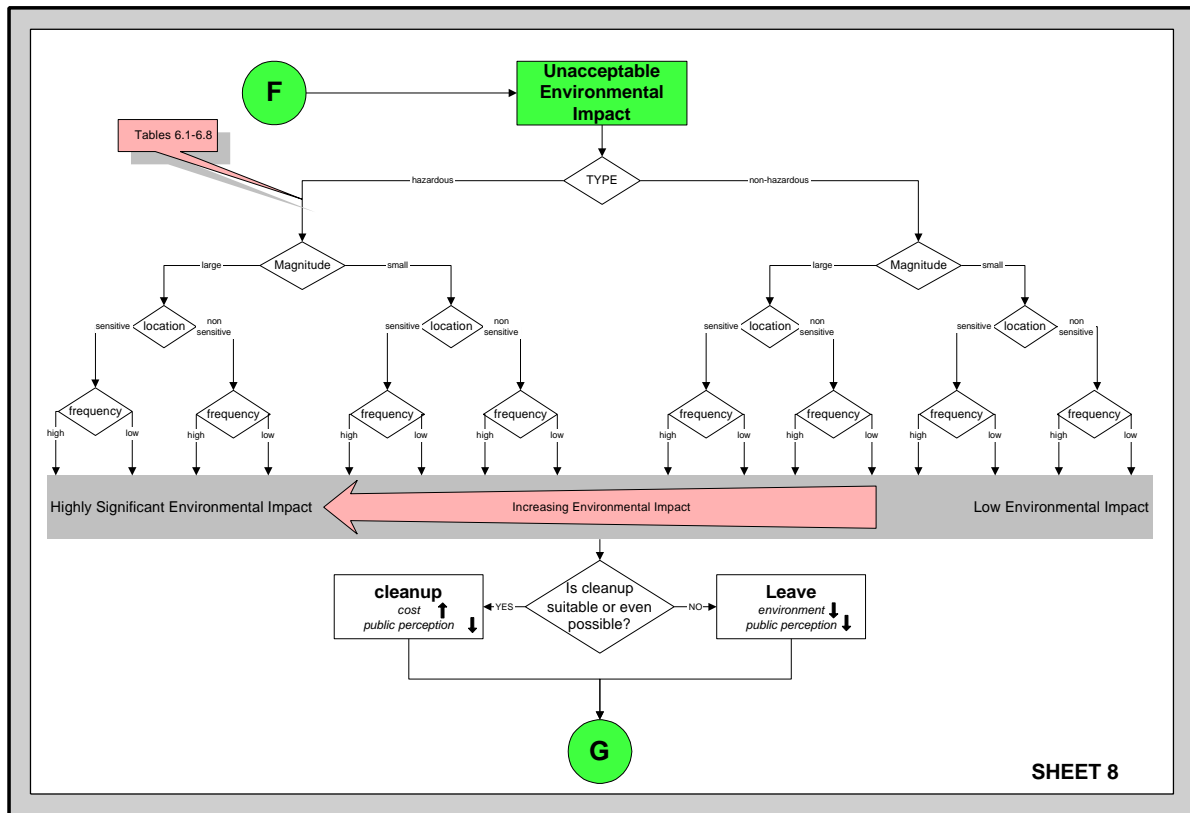 F
Unacceptable
Environmental
Impact
Tables 6.1-6.8
hazardous
TYPE
non-hazardous
large
Magnitude
small
large
Magnitude
small
sensitive
location
non
sensitive
sensitive
location
non
sensitive
sensitive
location
non
sensitive
sensitive
location
non
sensitive
frequency
frequency
frequency
frequency
frequency
frequency
frequency
frequency
high
low
high
low
high
low
high
low
high
low
high
low
high
low
high
low
Highly Significant Environmental Impact
Increasing Environmental Impact
Low Environmental Impact
cleanup
cost
public perception
YES
Is cleanup
suitable or even
possible?
NO
Leave
environment
public perception
G
SHEET 8